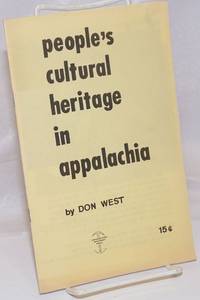 people's
cultural
heritage
in
appalachia
by DON WEST
15¢